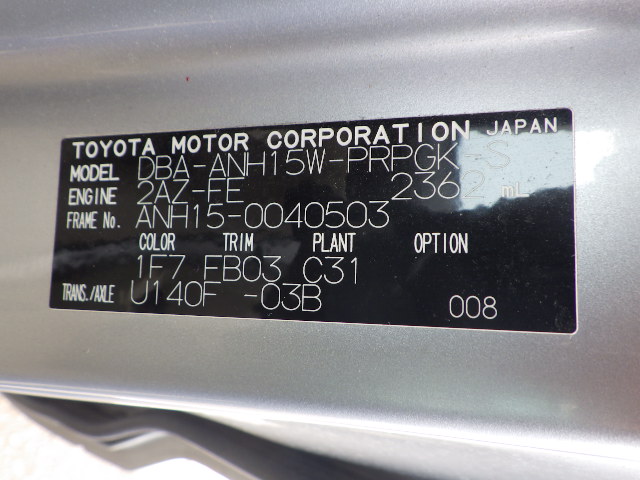 TOYOTA MOTOR CORPORATION JAPAN
MODEL DBA-ANH15W-PRPGK-S
ENGINE 2AZ-FE 2362 mL
FRAME No. ANH15-0040503
COLOR TRIM PLANT OPTION
1F7 FB03 C31
TRANS./AXLE U140F -03B 008